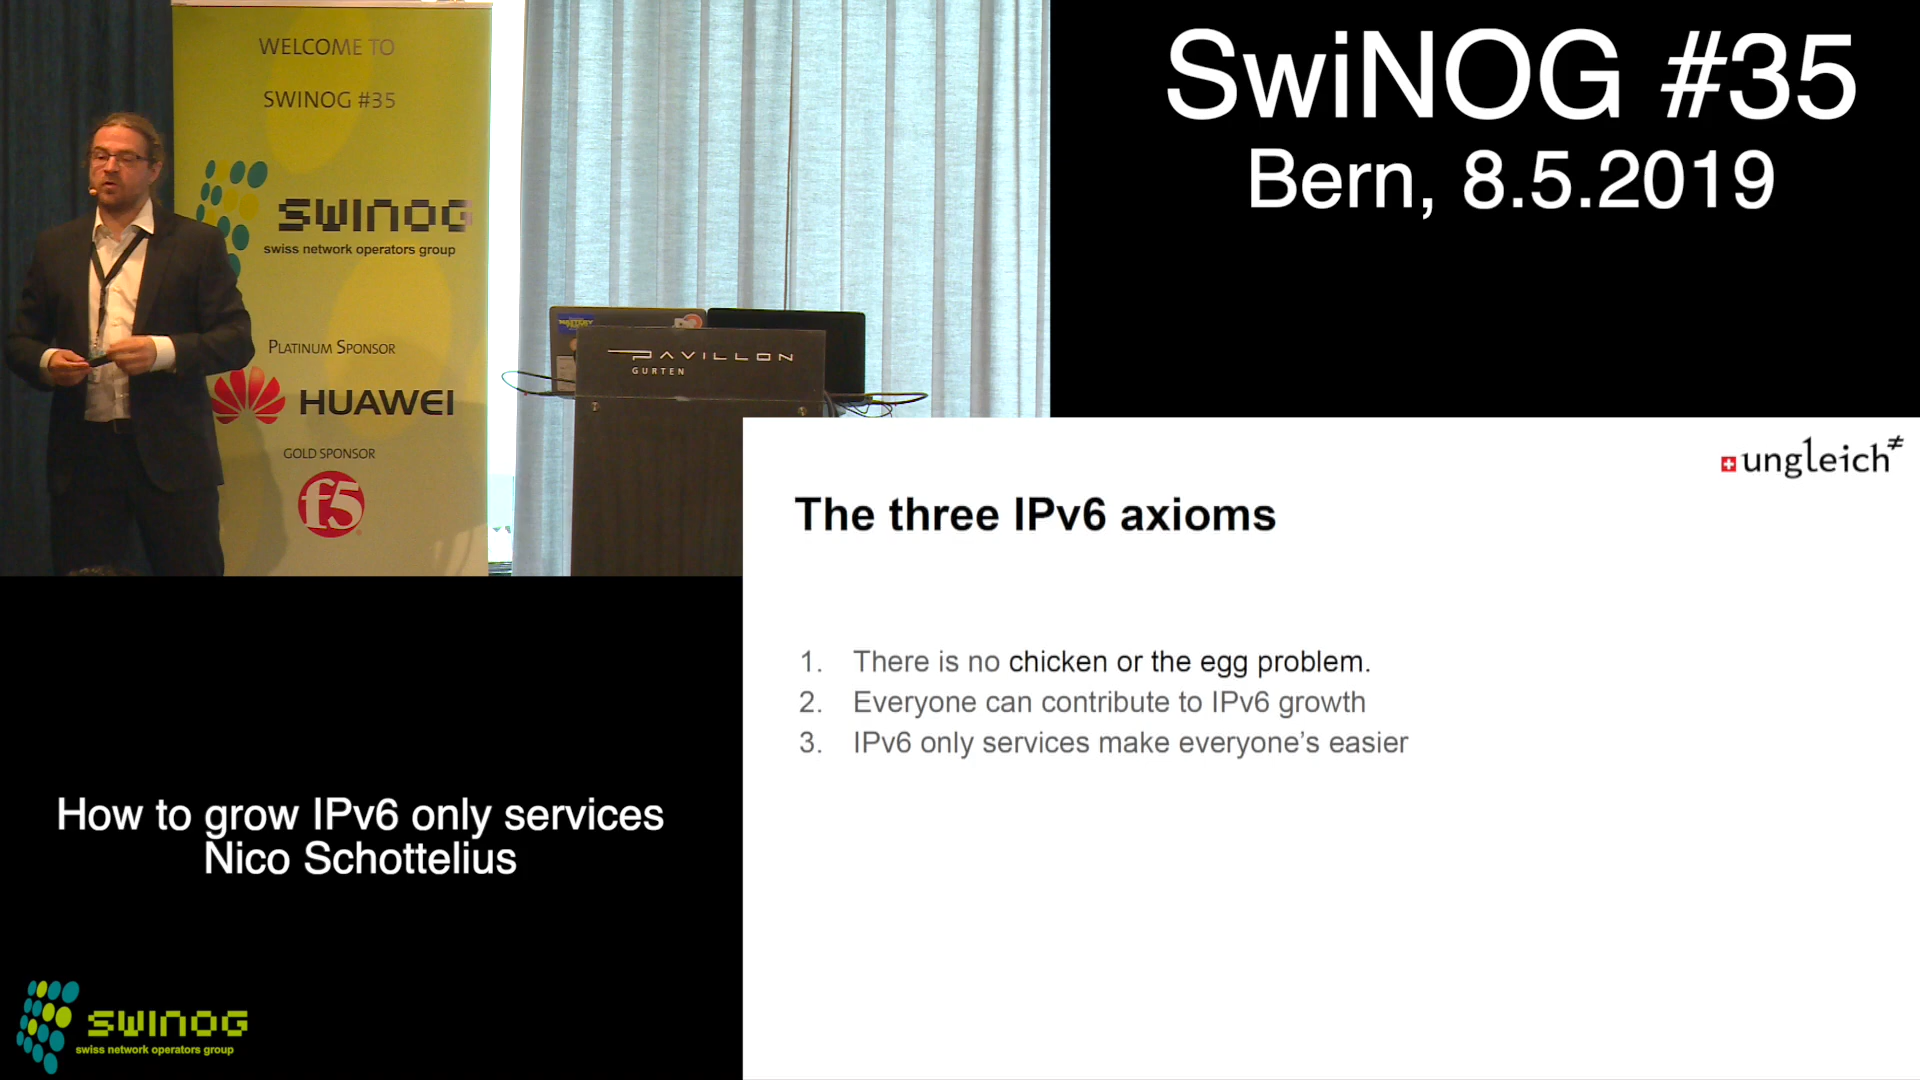 WELCOME TO
SWINOG #35
SWINOG
swiss network operators group
PLATINUM SPONSOR
HUAWEI
GOLD SPONSOR
f5
PAVILLON
GURTEN
SwiNOG #35
Bern, 8.5.2019
ungleich≠
The three IPv6 axioms
1. There is no chicken or the egg problem.
2. Everyone can contribute to IPv6 growth
3. IPv6 only services make everyone's easier
How to grow IPv6 only services
Nico Schottelius
SWINOG
swiss network operators group